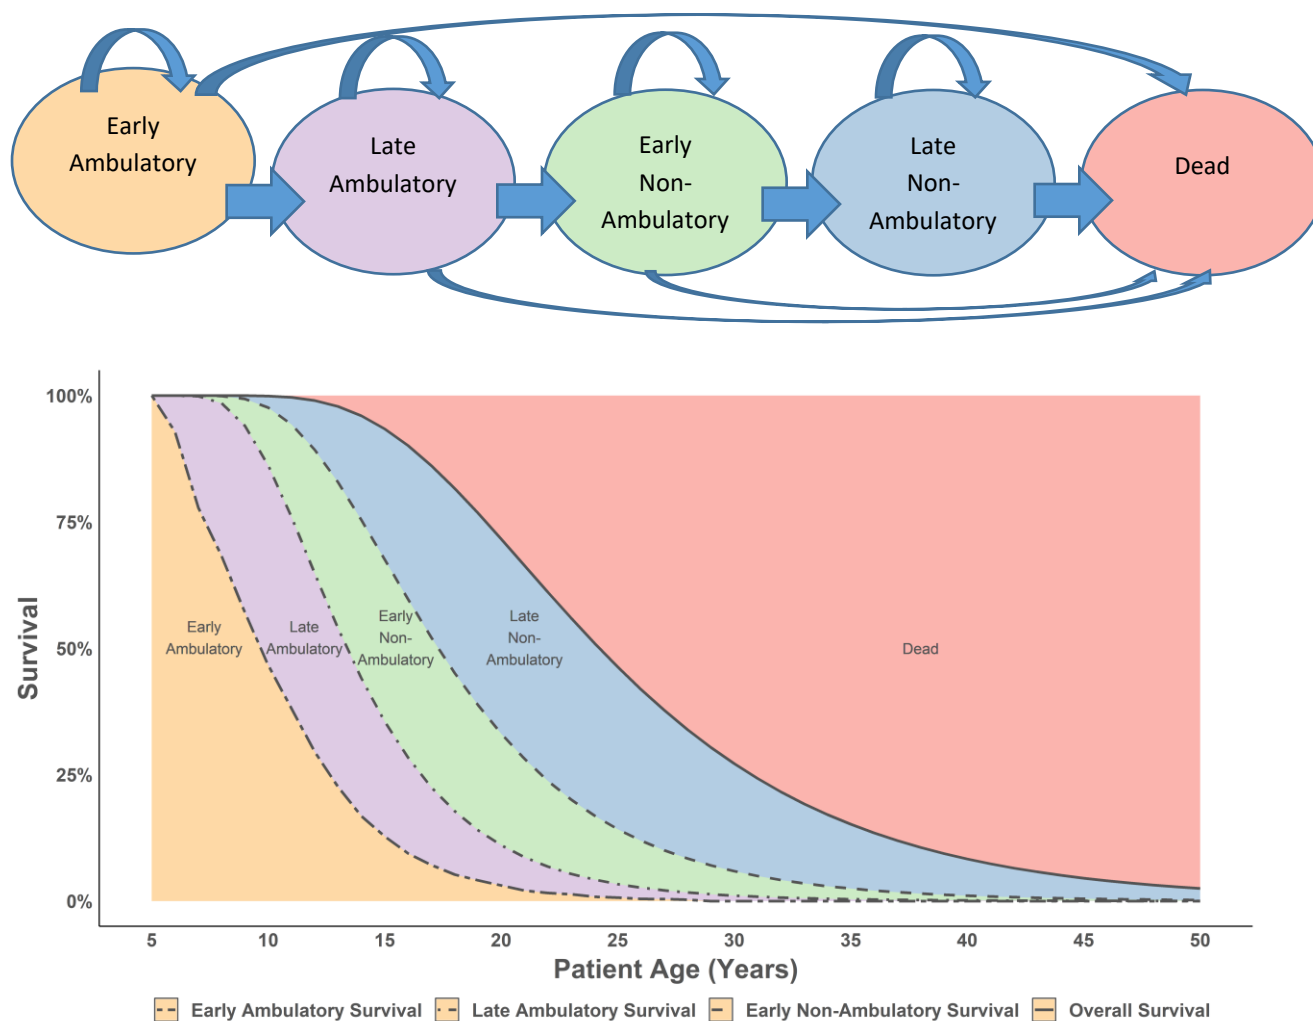 Early
Ambulatory
Late
Ambulatory
Early
Non-
Ambulatory
Late
Non-
Ambulatory
Dead
100%
75%
50%
25%
0%
Survival
Early
Ambulatory
Late
Ambulatory
Early
Non-
Ambulatory
Late
Non-
Ambulatory
Dead
5 10 15 20 25 30 35 40 45 50
Patient Age (Years)
Early Ambulatory Survival Late Ambulatory Survival Early Non-Ambulatory Survival Overall Survival